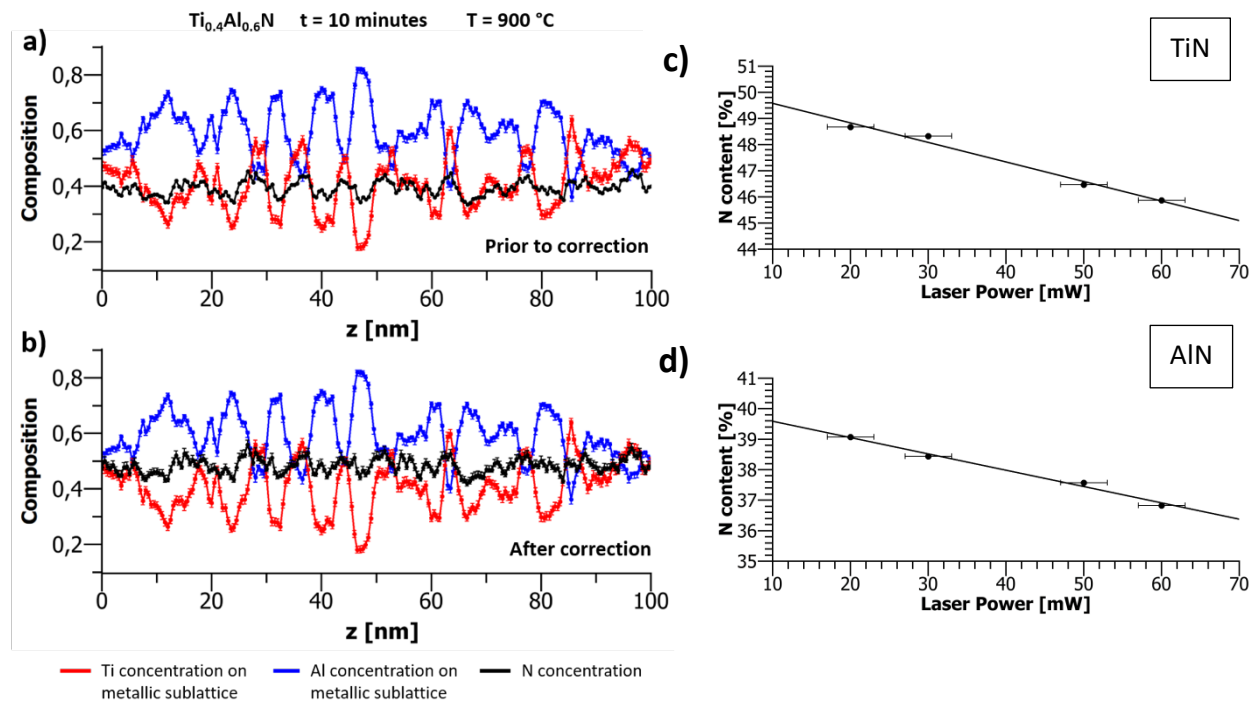 Ti0.4Al0.6N t = 10 minutes T = 900 °C
a)
Composition
0,8
0,6
0,4
0,2
Prior to correction
0 20 40 60 80 100
z [nm]
b)
Composition
0,8
0,6
0,4
0,2
After correction
0 20 40 60 80 100
z [nm]
Ti concentration on metallic sublattice
Al concentration on metallic sublattice
N concentration
c)
TiN
N content [%]
51
50
49
48
47
46
45
44
10 20 30 40 50 60 70
Laser Power [mW]
d)
AlN
N content [%]
41
40
39
38
37
36
35
10 20 30 40 50 60 70
Laser Power [mW]